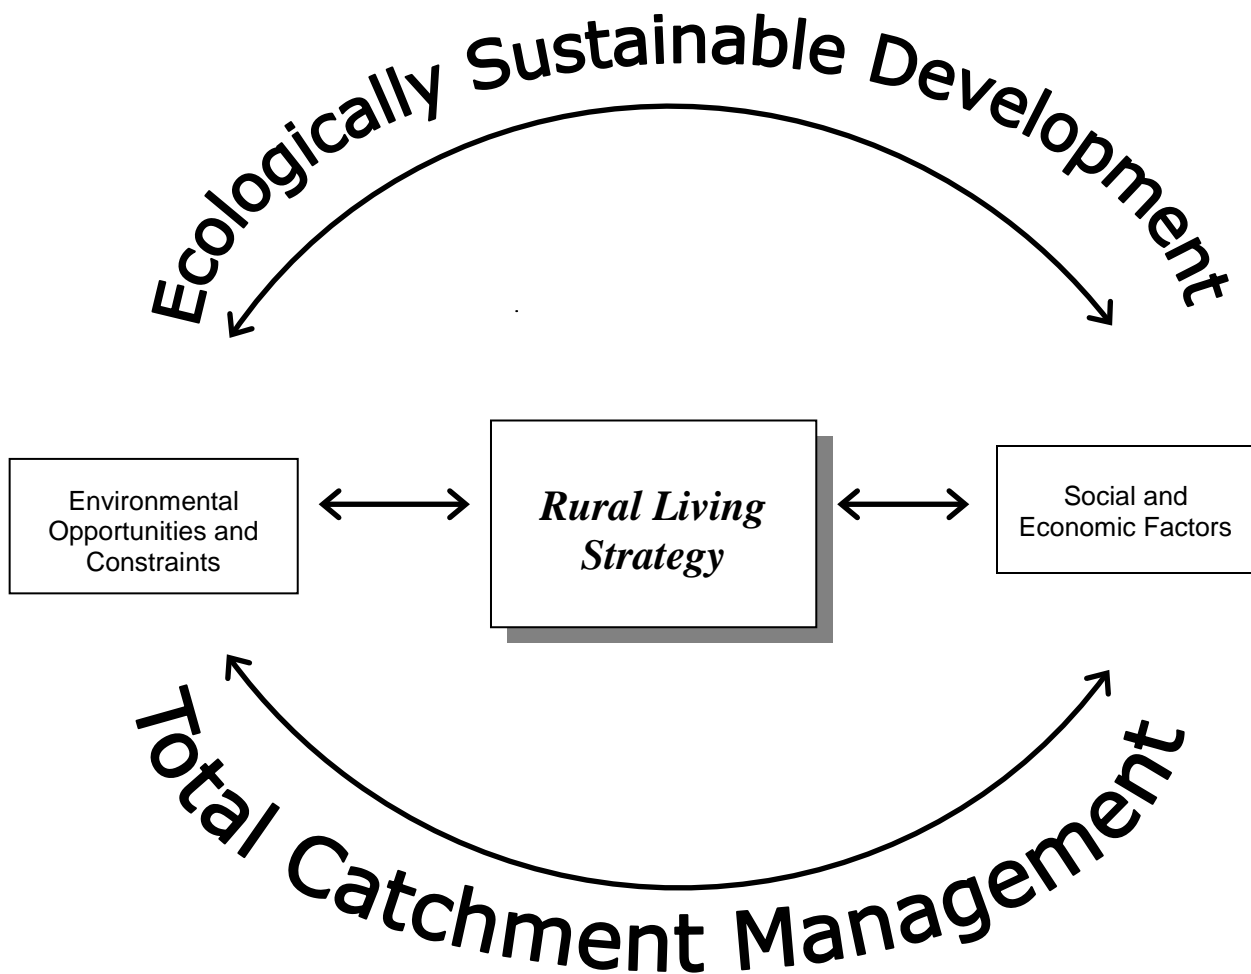 Ecologically Sustainable Development
Environmental
Opportunities and
Constraints
Rural Living
Strategy
Social and
Economic Factors
Total Catchment Management